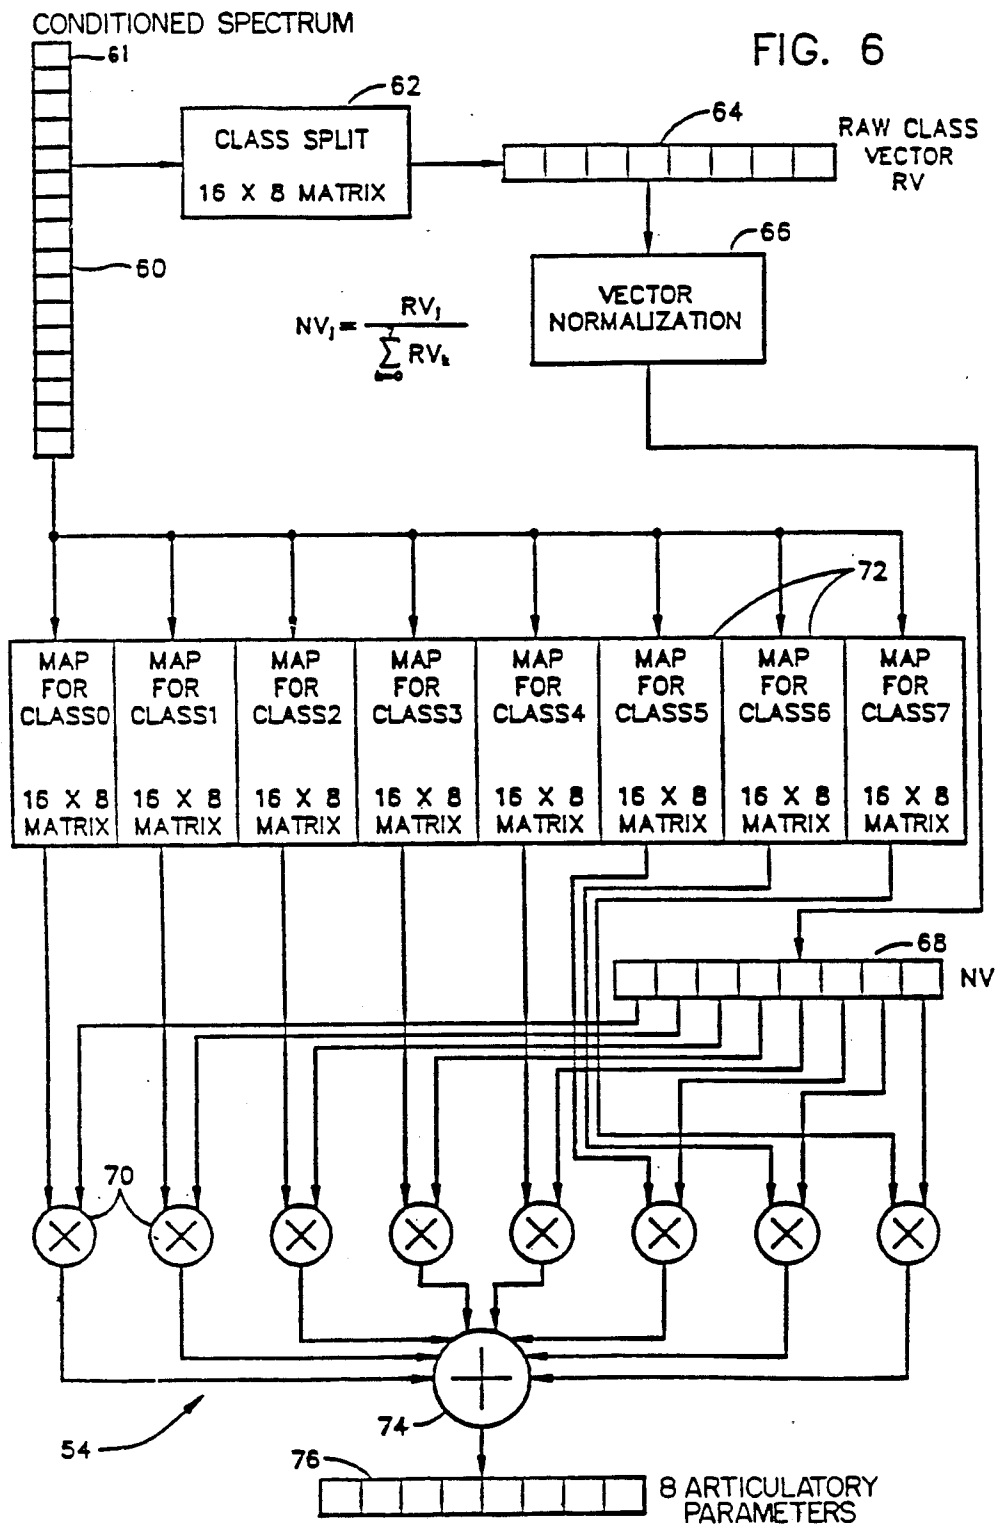 CONDITIONED SPECTRUM
FIG. 6
61
62
CLASS SPLIT
16 X 8 MATRIX
64
RAW CLASS
VECTOR
RV
60
66
VECTOR
NORMALIZATION
NVj = RVj / 7 Σ k=0 RVk
72
MAP FOR CLASS0
MAP FOR CLASS1
MAP FOR CLASS2
MAP FOR CLASS3
MAP FOR CLASS4
MAP FOR CLASS5
MAP FOR CLASS6
MAP FOR CLASS7
16 X 8 MATRIX
16 X 8 MATRIX
16 X 8 MATRIX
16 X 8 MATRIX
16 X 8 MATRIX
16 X 8 MATRIX
16 X 8 MATRIX
16 X 8 MATRIX
68
NV
70
74
54
76
8 ARTICULATORY
PARAMETERS